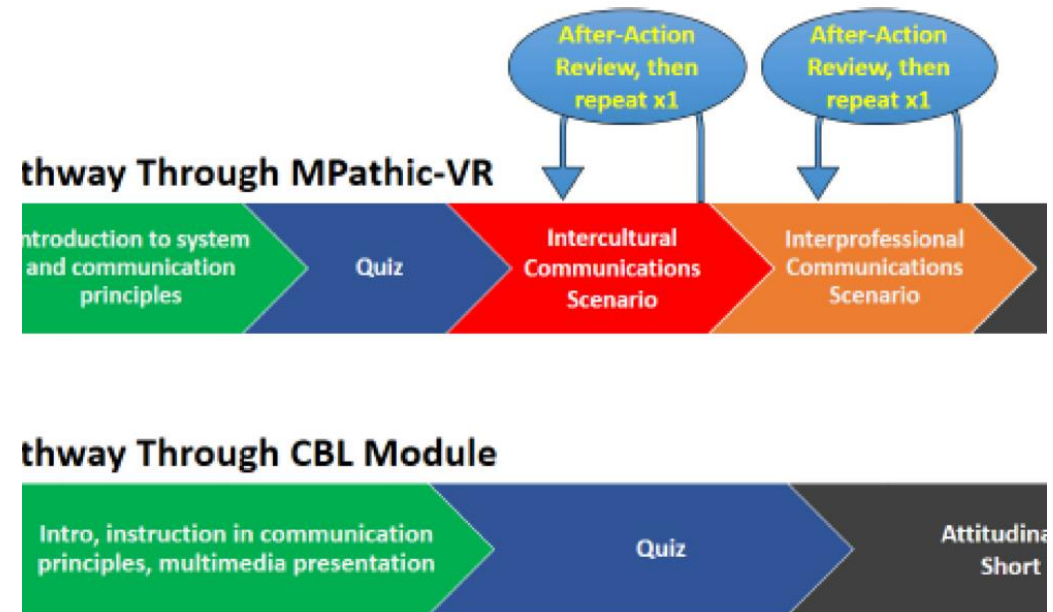 After-Action
Review, then
repeat x1
After-Action
Review, then
repeat x1
thway Through MPathic-VR
ntroduction to system
and communication
principles
Quiz
Intercultural
Communications
Scenario
Interprofessional
Communications
Scenario
thway Through CBL Module
Intro, instruction in communication
principles, multimedia presentation
Quiz
Attitudina
Short